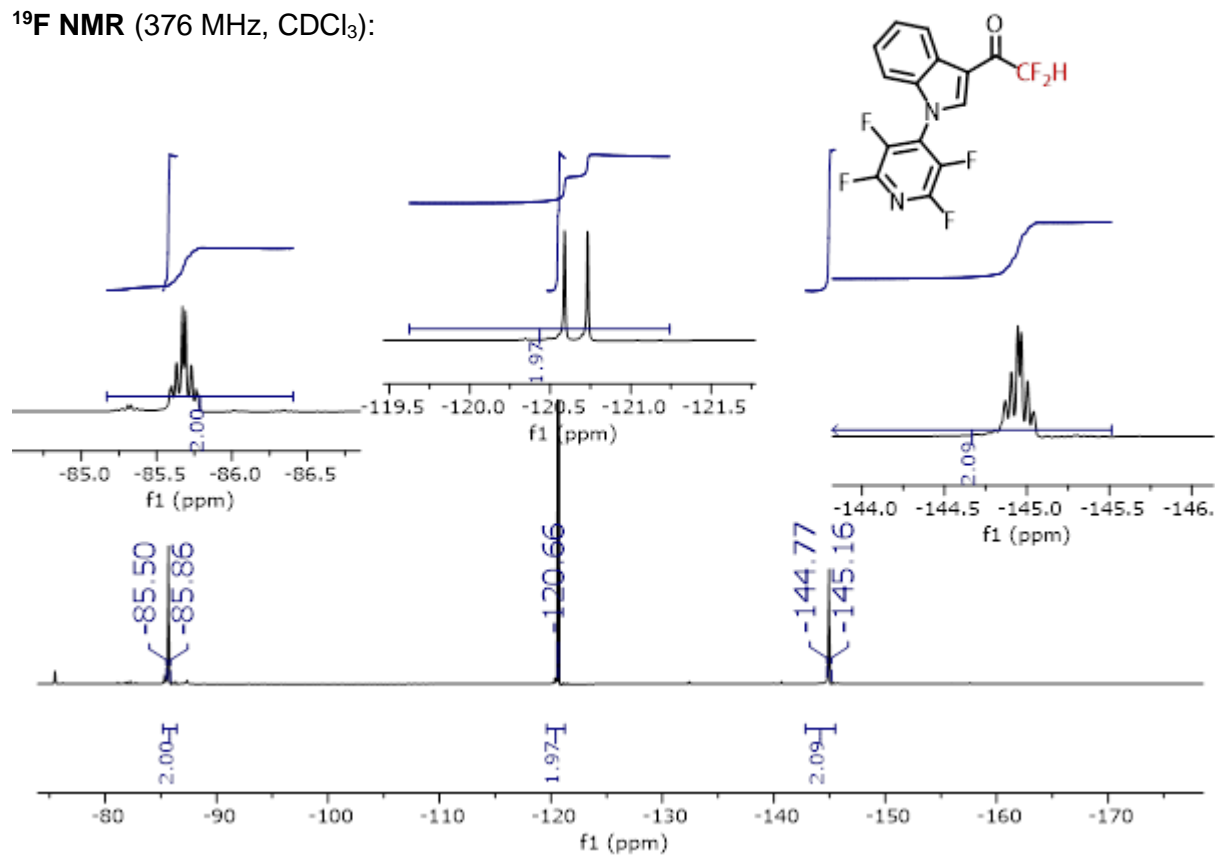 ¹⁹F NMR (376 MHz, CDCl₃):
O
CF₂H
N
F
F
F
N
F
2.00
-85.0 -85.5 -86.0 -86.5
f1 (ppm)
1.97
-119.5 -120.0 -120.5 -121.0 -121.5
f1 (ppm)
2.09
-144.0 -144.5 -145.0 -145.5 -146.
f1 (ppm)
-85.50
-85.86
-120.66
-144.77
-145.16
2.00
1.97
2.09
-80 -90 -100 -110 -120 -130 -140 -150 -160 -170
f1 (ppm)